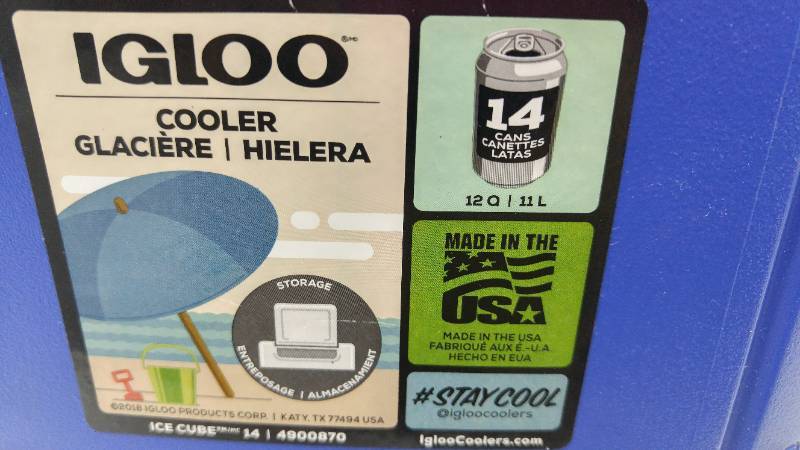 IGLOO
COOLER
GLACIÈRE | HIELERA
STORAGE
ENTREPOSAGE | ALMACENAMIENT
©2018 IGLOO PRODUCTS CORP. | KATY, TX 77494 USA
ICE CUBE 14 | 4900870
14
CANS
CANETTES
LATAS
12 Q | 11 L
MADE IN THE
USA
MADE IN THE USA
FABRIQUÉ AUX É.-U.A.
HECHO EN EUA
#STAYCOOL
@igloocoolers
IglooCoolers.com